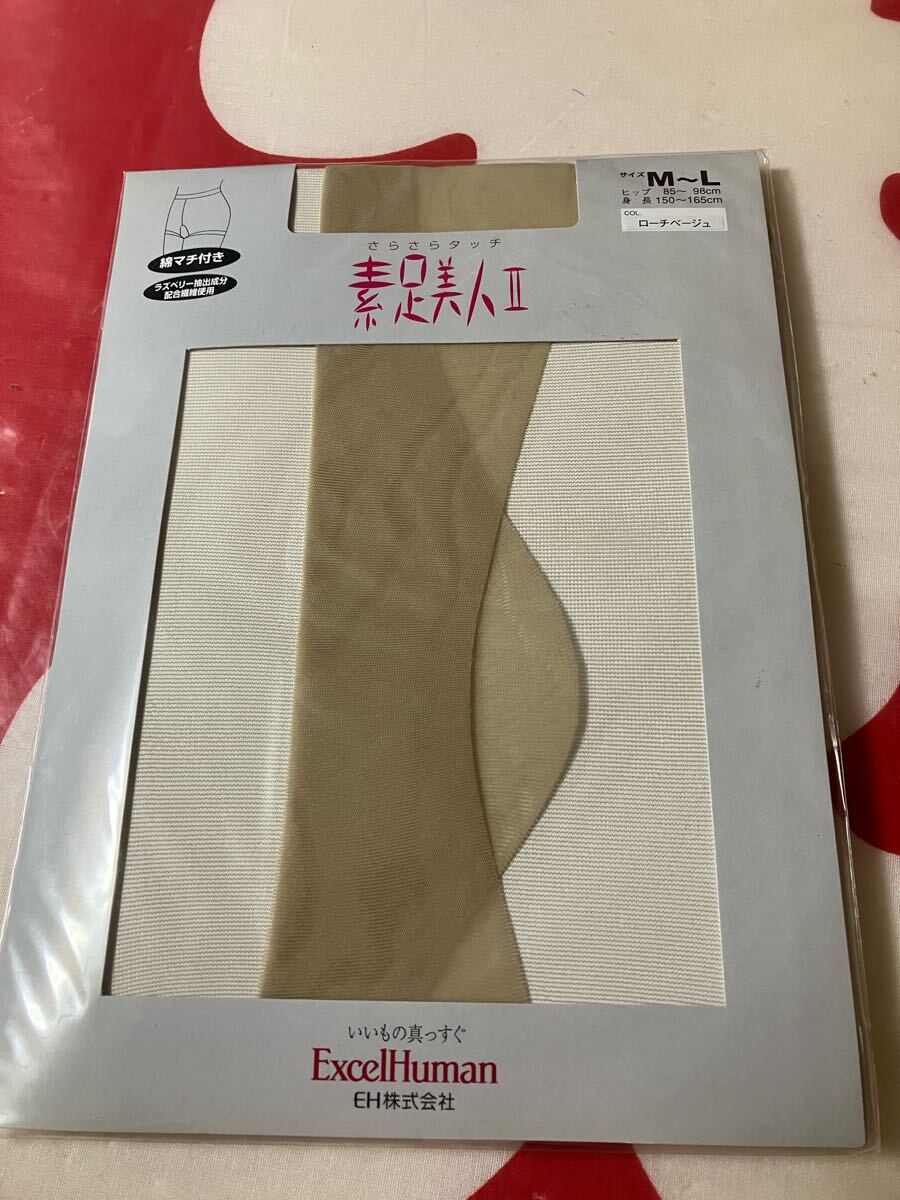 サイズ M～L
ヒップ 85～ 98cm
身 長 150～165cm
COL.
ローチベージュ
綿マチ付き
ラズベリー抽出成分
配合繊維使用
さらさらタッチ
素足美人II
いいもの真っすぐ
ExcelHuman
EH株式会社